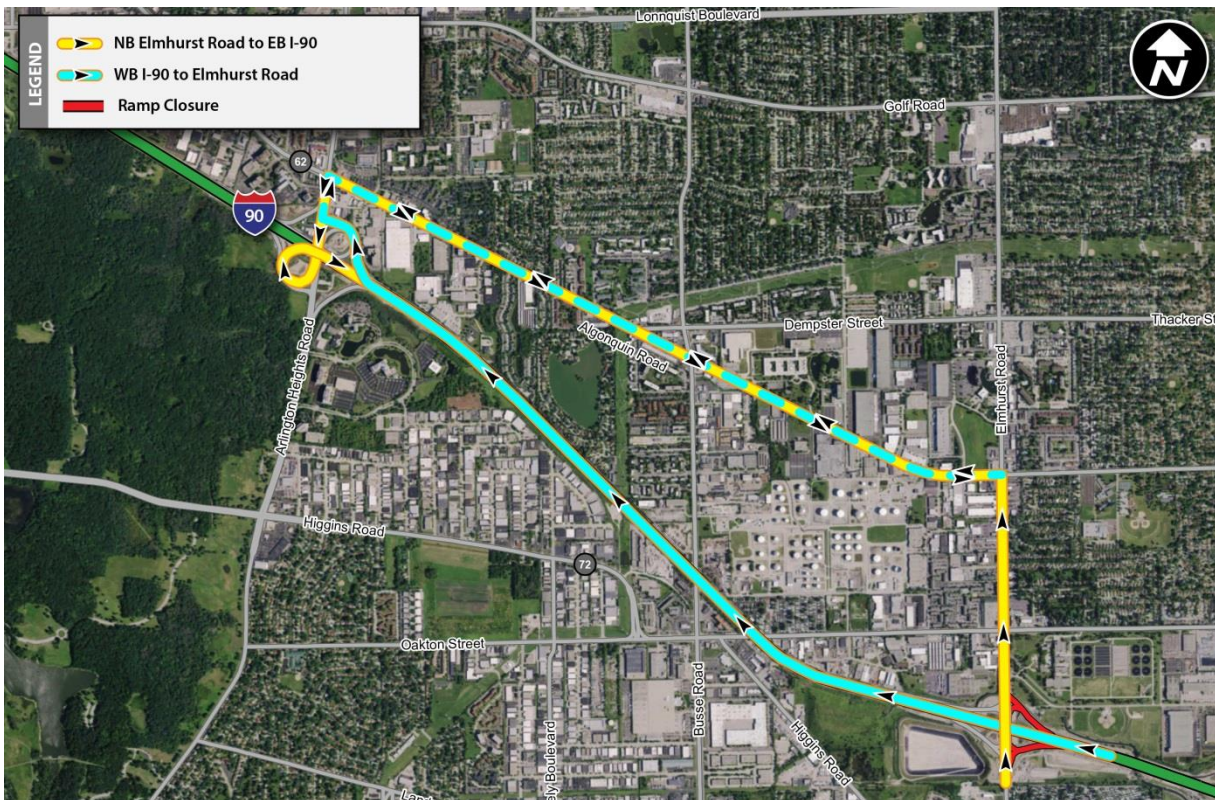 Lonnquist Boulevard
LEGEND
NB Elmhurst Road to EB I-90
WB I-90 to Elmhurst Road
Ramp Closure
N
Golf Road
62
90
Dempster Street
Thacker St
Algonquin Road
Elmhurst Road
Arlington Heights Road
Higgins Road
72
Oakton Street
Busse Road
Higgins Road
ely Boulevard
Lan